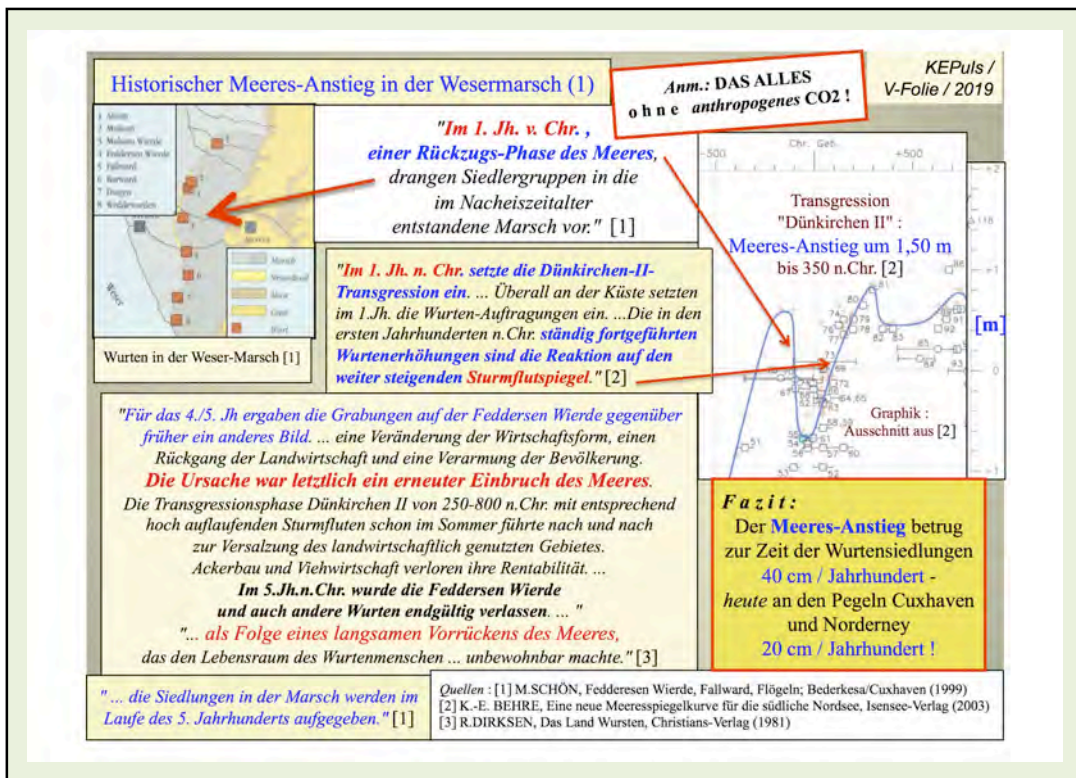 Historischer Meeres-Anstieg in der Wesermarsch (1)
Anm.: DAS ALLES
o h n e anthropogenes CO2 !
KEPuls /
V-Folie / 2019
"Im 1. Jh. v. Chr. ,
einer Rückzugs-Phase des Meeres,
drangen Siedlergruppen in die
im Nacheiszeitalter
entstandene Marsch vor." [1]
Weser
Marsch
Moor
Geest
Wurt
Wurten in der Weser-Marsch [1]
"Im 1. Jh. n. Chr. setzte die Dünkirchen-II-
Transgression ein. ... Überall an der Küste setzten
im 1.Jh. die Wurten-Auftragungen ein. ...Die in den
ersten Jahrhunderten n.Chr. ständig fortgeführten
Wurtenerhöhungen sind die Reaktion auf den
weiter steigenden Sturmflutspiegel." [2]
-500
Chr. Geb.
+500
+2
Transgression
"Dünkirchen II" :
Meeres-Anstieg um 1,50 m
bis 350 n.Chr. [2]
+1
[m]
0
Graphik :
Ausschnitt aus [2]
"Für das 4./5. Jh ergaben die Grabungen auf der Feddersen Wierde gegenüber
früher ein anderes Bild. ... eine Veränderung der Wirtschaftsform, einen
Rückgang der Landwirtschaft und eine Verarmung der Bevölkerung.
Die Ursache war letztlich ein erneuter Einbruch des Meeres.
Die Transgressionsphase Dünkirchen II von 250-800 n.Chr. mit entsprechend
hoch auflaufenden Sturmfluten schon im Sommer führte nach und nach
zur Versalzung des landwirtschaftlich genutzten Gebietes.
Ackerbau und Viehwirtschaft verloren ihre Rentabilität. ...
Im 5.Jh.n.Chr. wurde die Feddersen Wierde
und auch andere Wurten endgültig verlassen. ... "
"... als Folge eines langsamen Vorrückens des Meeres,
das den Lebensraum des Wurtenmenschen ... unbewohnbar machte." [3]
F a z i t :
Der Meeres-Anstieg betrug
zur Zeit der Wurtensiedlungen
40 cm / Jahrhundert -
heute an den Pegeln Cuxhaven
und Norderney
20 cm / Jahrhundert !
" ... die Siedlungen in der Marsch werden im
Laufe des 5. Jahrhunderts aufgegeben." [1]
Quellen : [1] M.SCHÖN, Fedderesen Wierde, Fallward, Flögeln; Bederkesa/Cuxhaven (1999)
[2] K.-E. BEHRE, Eine neue Meeresspiegelkurve für die südliche Nordsee, Isensee-Verlag (2003)
[3] R.DIRKSEN, Das Land Wursten, Christians-Verlag (1981)